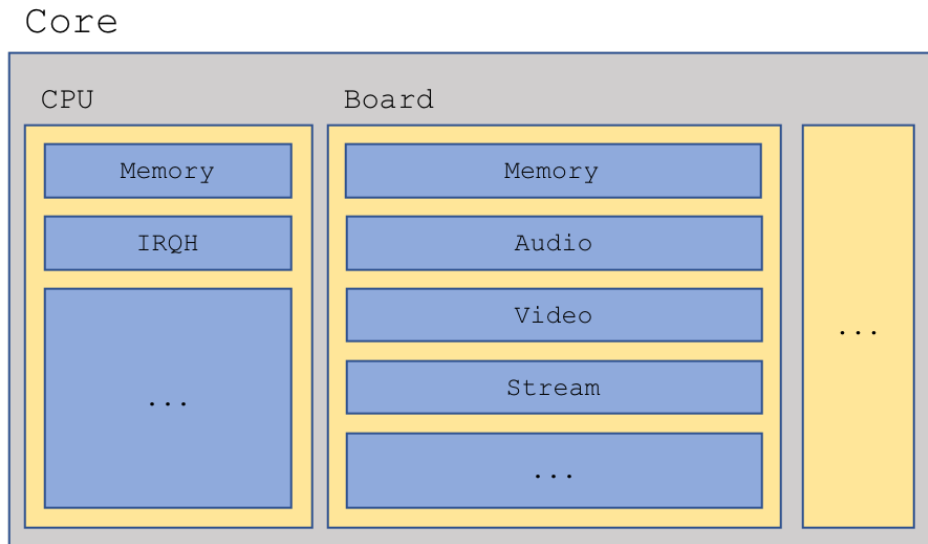 Core
CPU
Memory
IRQH
...
Board
Memory
Audio
Video
Stream
...
...